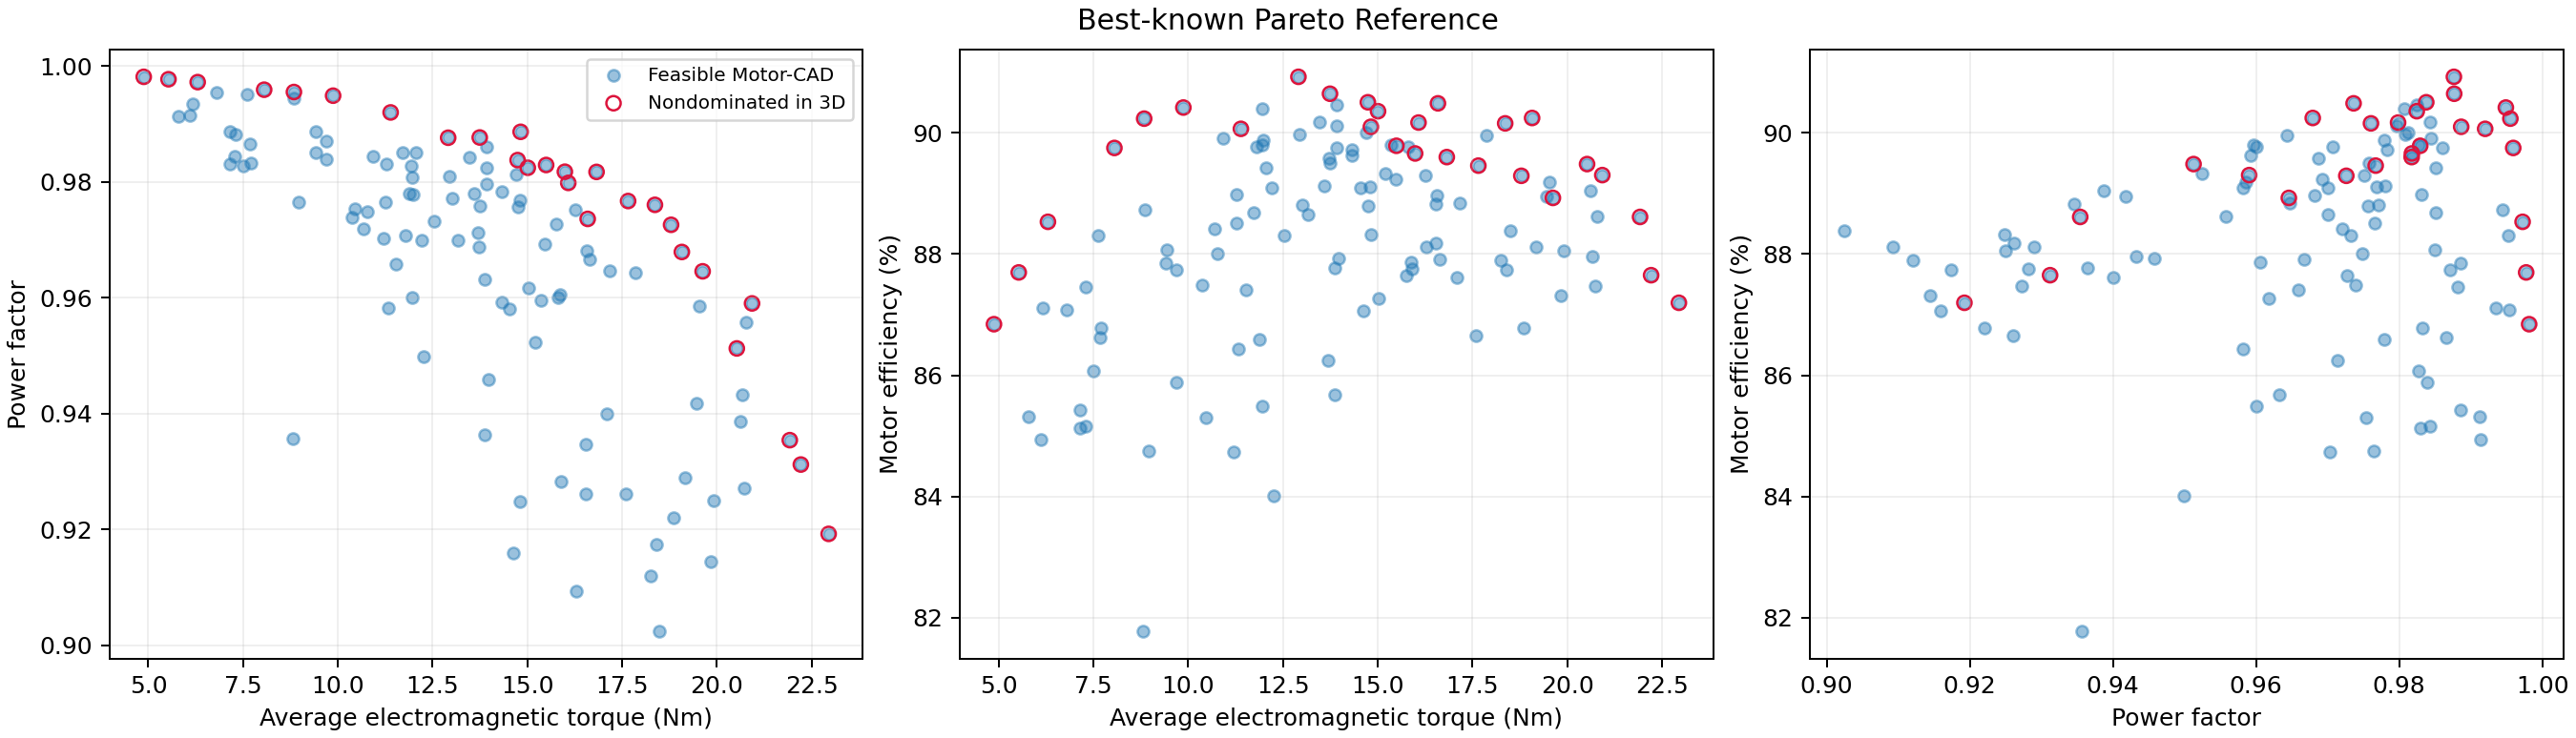 Best-known Pareto Reference
Power factor
1.00
0.98
0.96
0.94
0.92
0.90
Feasible Motor-CAD
Nondominated in 3D
5.0 7.5 10.0 12.5 15.0 17.5 20.0 22.5
Average electromagnetic torque (Nm)
Motor efficiency (%)
90
88
86
84
82
5.0 7.5 10.0 12.5 15.0 17.5 20.0 22.5
Average electromagnetic torque (Nm)
Motor efficiency (%)
90
88
86
84
82
0.90 0.92 0.94 0.96 0.98 1.00
Power factor